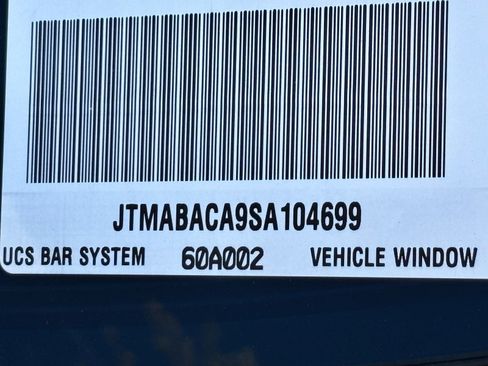 JTMABACA9SA104699
UCS BAR SYSTEM 60A002 VEHICLE WINDOW